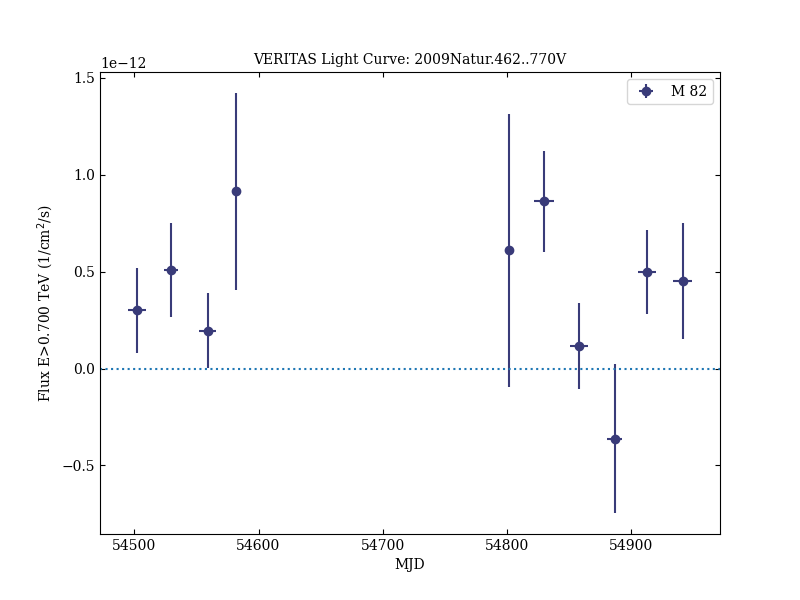 VERITAS Light Curve: 2009Natur.462..770V
1e−12
M 82
1.5
1.0
0.5
0.0
−0.5
Flux E>0.700 TeV (1/cm²/s)
54500 54600 54700 54800 54900
MJD